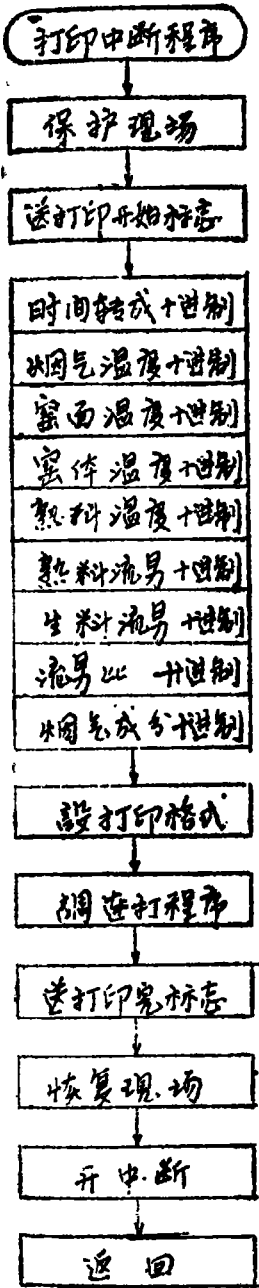 打印中断程序
保护现场
送打印开始标志
时间转成十进制
烟气温度十进制
窑面温度十进制
窑体温度十进制
熟料温度十进制
熟料流男十进制
生料流男十进制
流男比 十进制
烟气成分十进制
設打印格式
调连打程序
送打印完标志
恢复现场
开中断
返回